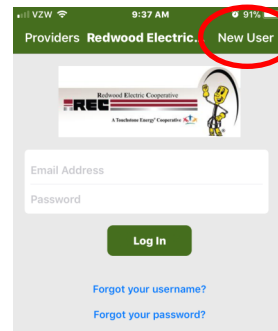 VZW 9:37 AM 91%
Providers Redwood Electric... New User
Redwood Electric Cooperative
REC
A Touchstone Energy® Cooperative
Email Address
Password
Log In
Forgot your username?
Forgot your password?